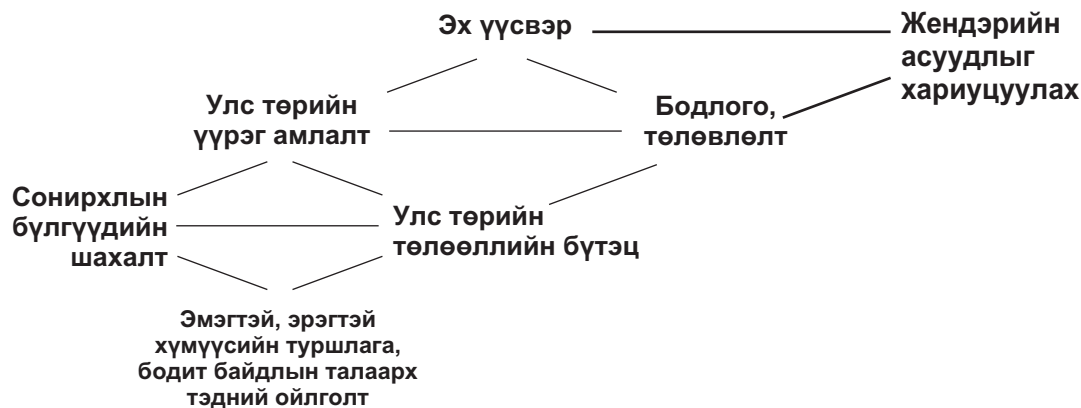 Эх үүсвэр
Жендэрийн
асуудлыг
хариуцуулах
Улс төрийн
үүрэг амлалт
Бодлого,
төлөвлөлт
Сонирхлын
бүлгүүдийн
шахалт
Улс төрийн
төлөөллийн бүтэц
Эмэгтэй, эрэгтэй
хүмүүсийн туршлага,
бодит байдлын талаарх
тэдний ойлголт